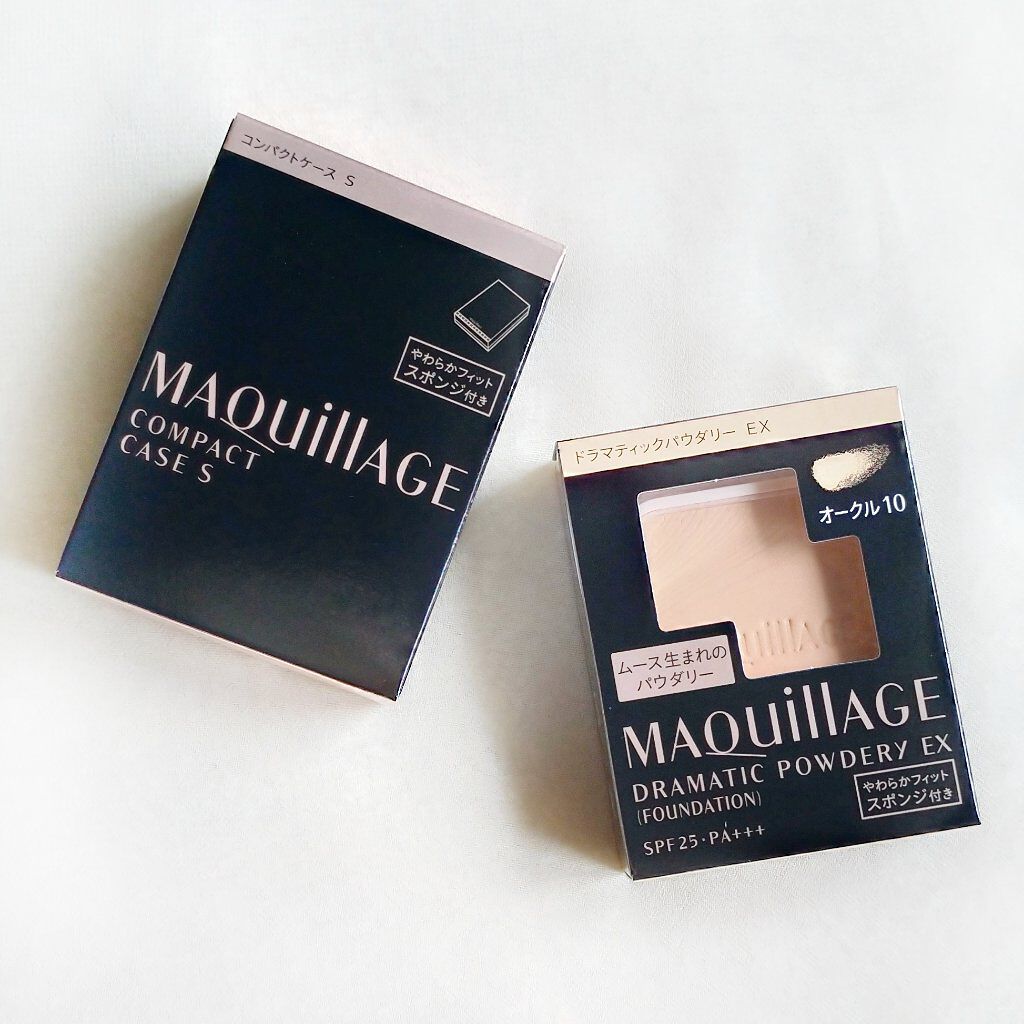 コンパクトケース S
やわらかフィット
スポンジ付き
MAQuillAGE
COMPACT
CASE S
ドラマティックパウダリー EX
オークル10
uillAG
ムース生まれの
パウダリー
MAQuillAGE
DRAMATIC POWDERY EX
(FOUNDATION)
やわらかフィット
スポンジ付き
SPF25・PA+++